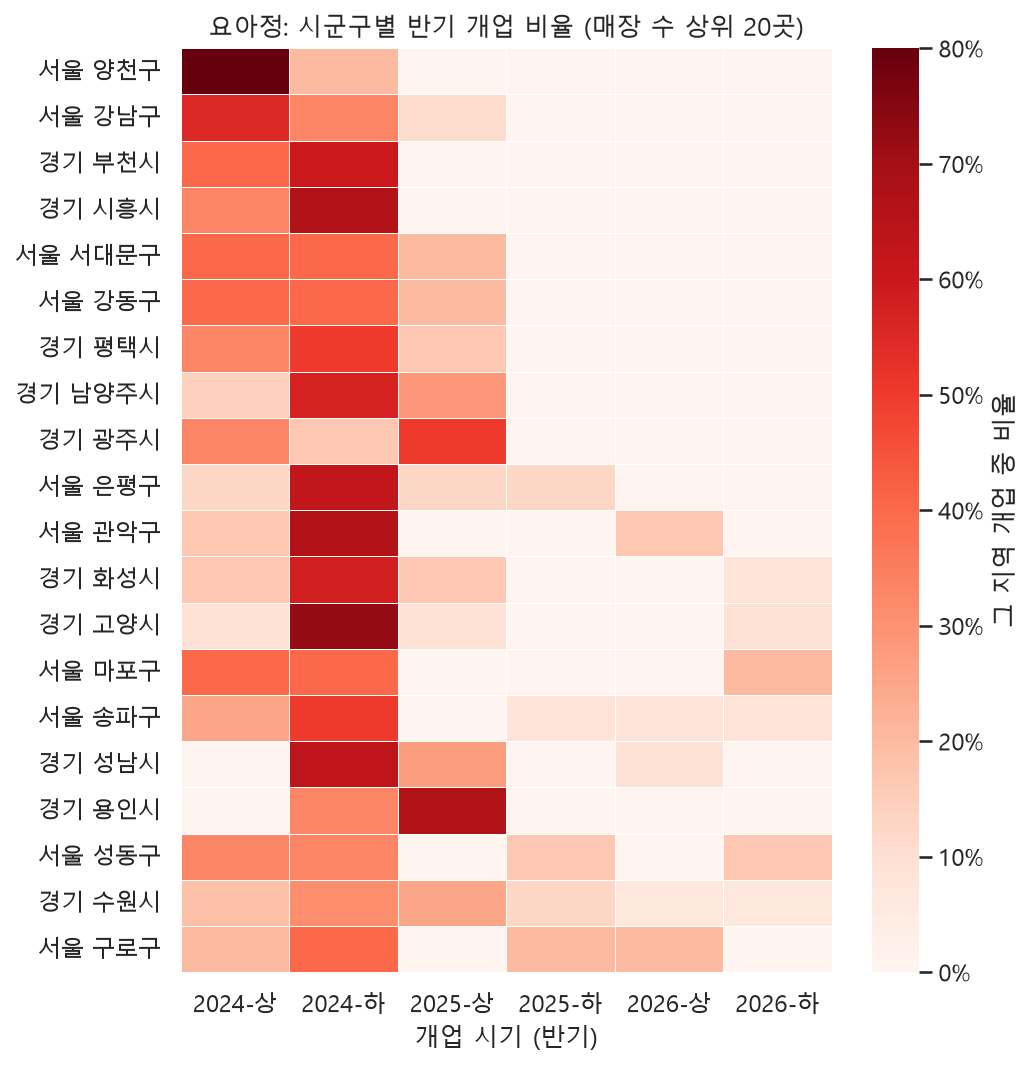 요아정: 시군구별 반기 개업 비율 (매장 수 상위 20곳)
서울 양천구
서울 강남구
경기 부천시
경기 시흥시
서울 서대문구
서울 강동구
경기 평택시
경기 남양주시
경기 광주시
서울 은평구
서울 관악구
경기 화성시
경기 고양시
서울 마포구
서울 송파구
경기 성남시
경기 용인시
서울 성동구
경기 수원시
서울 구로구
2024-상
2024-하
2025-상
2025-하
2026-상
2026-하
개업 시기 (반기)
80%
70%
60%
50%
40%
30%
20%
10%
0%
그 지역 개업 중 비율